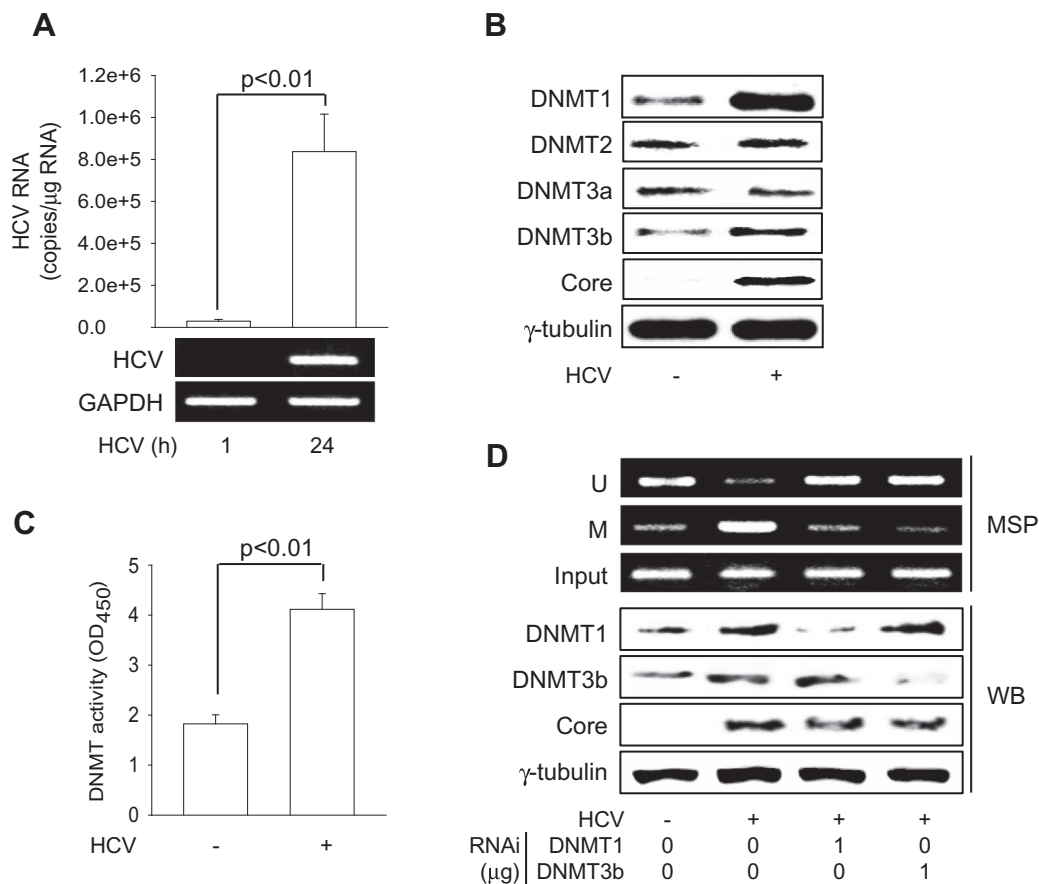 A
p<0.01
HCV RNA
(copies/μg RNA)
1.2e+6
1.0e+6
8.0e+5
6.0e+5
4.0e+5
2.0e+5
0.0
HCV
GAPDH
HCV (h) 1 24
B
DNMT1
DNMT2
DNMT3a
DNMT3b
Core
γ-tubulin
HCV - +
C
p<0.01
DNMT activity (OD450)
5
4
3
2
1
0
HCV - +
D
U
M
Input
MSP
DNMT1
DNMT3b
Core
γ-tubulin
WB
HCV - + + +
RNAi DNMT1 0 0 1 0
(μg) DNMT3b 0 0 0 1